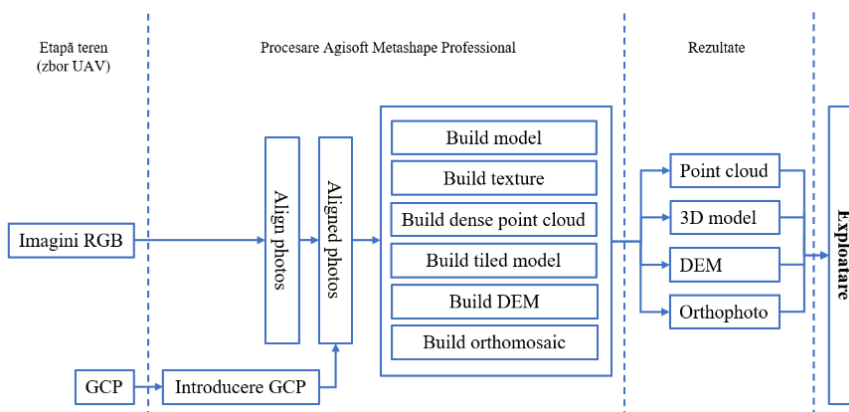 Etapă teren
(zbor UAV)
Procesare Agisoft Metashape Professional
Rezultate
Imagini RGB
GCP
Introducere GCP
Align photos
Aligned photos
Build model
Build texture
Build dense point cloud
Build tiled model
Build DEM
Build orthomosaic
Point cloud
3D model
DEM
Orthophoto
Exploatare